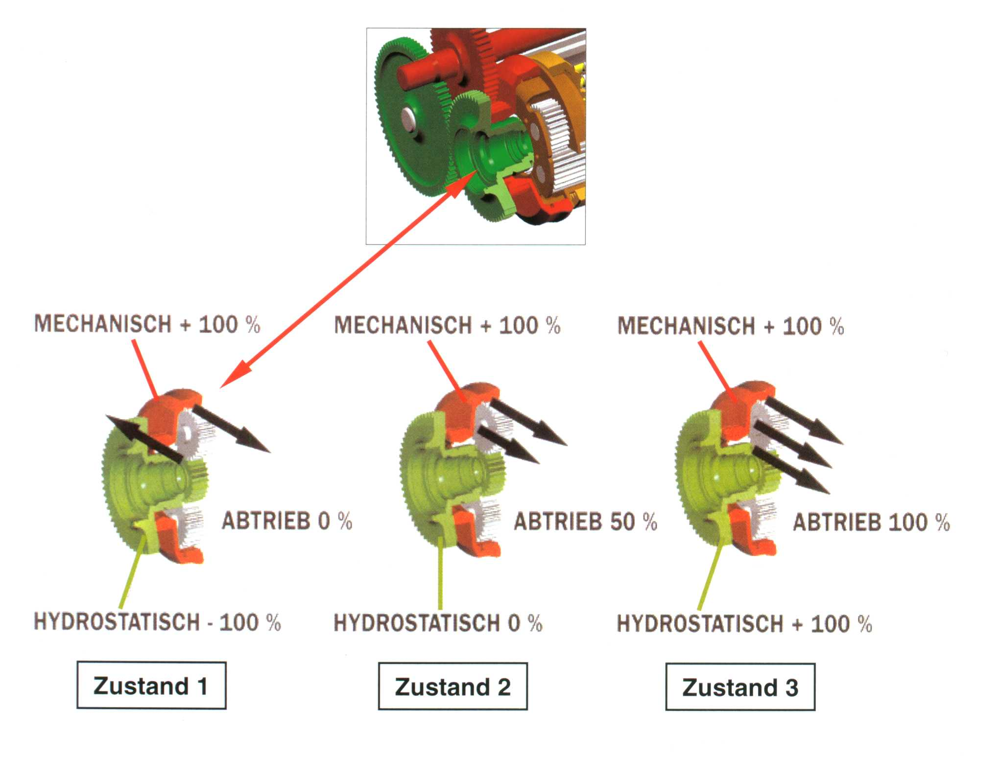 MECHANISCH + 100 %
MECHANISCH + 100 %
MECHANISCH + 100 %
ABTRIEB 0 %
ABTRIEB 50 %
ABTRIEB 100 %
HYDROSTATISCH - 100 %
HYDROSTATISCH 0 %
HYDROSTATISCH + 100 %
Zustand 1
Zustand 2
Zustand 3